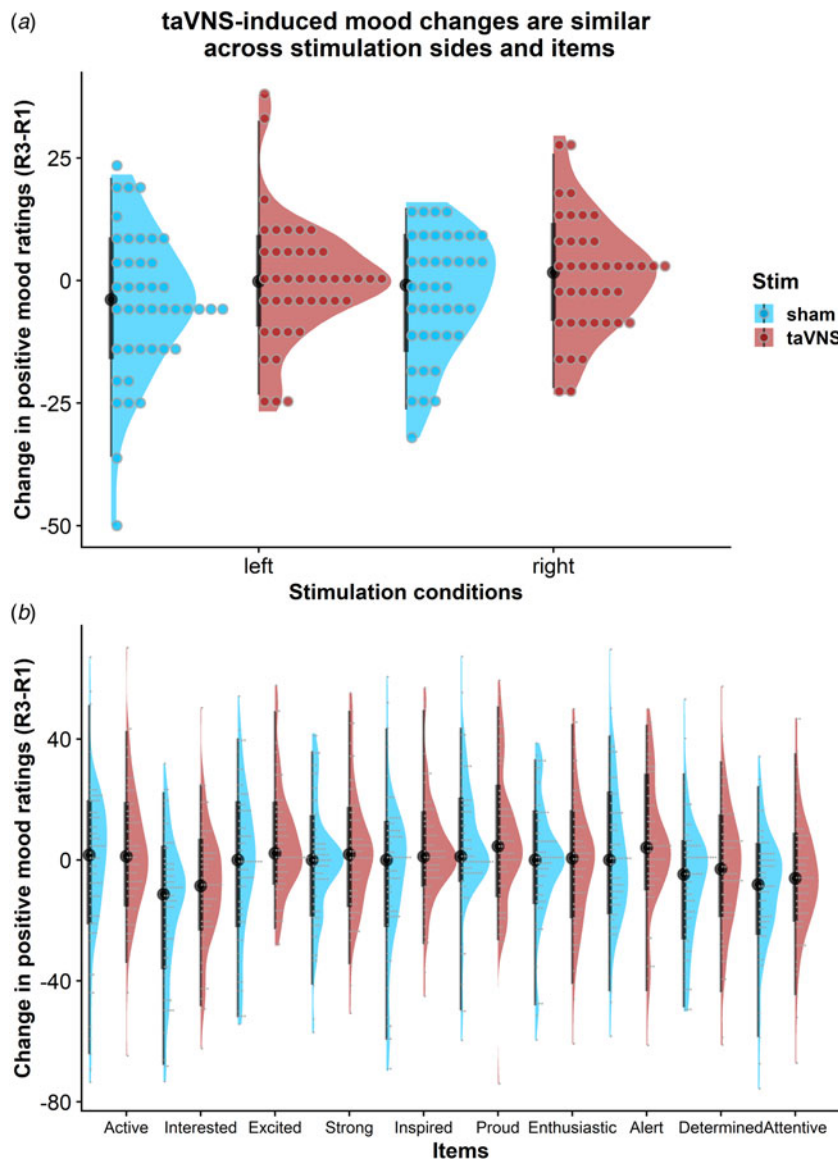 (a)
taVNS-induced mood changes are similar
across stimulation sides and items
Change in positive mood ratings (R3-R1)
25
0
-25
-50
left right
Stimulation conditions
Stim
sham
taVNS
(b)
Change in positive mood ratings (R3-R1)
40
0
-40
-80
Active Interested Excited Strong Inspired Proud Enthusiastic Alert Determined Attentive
Items